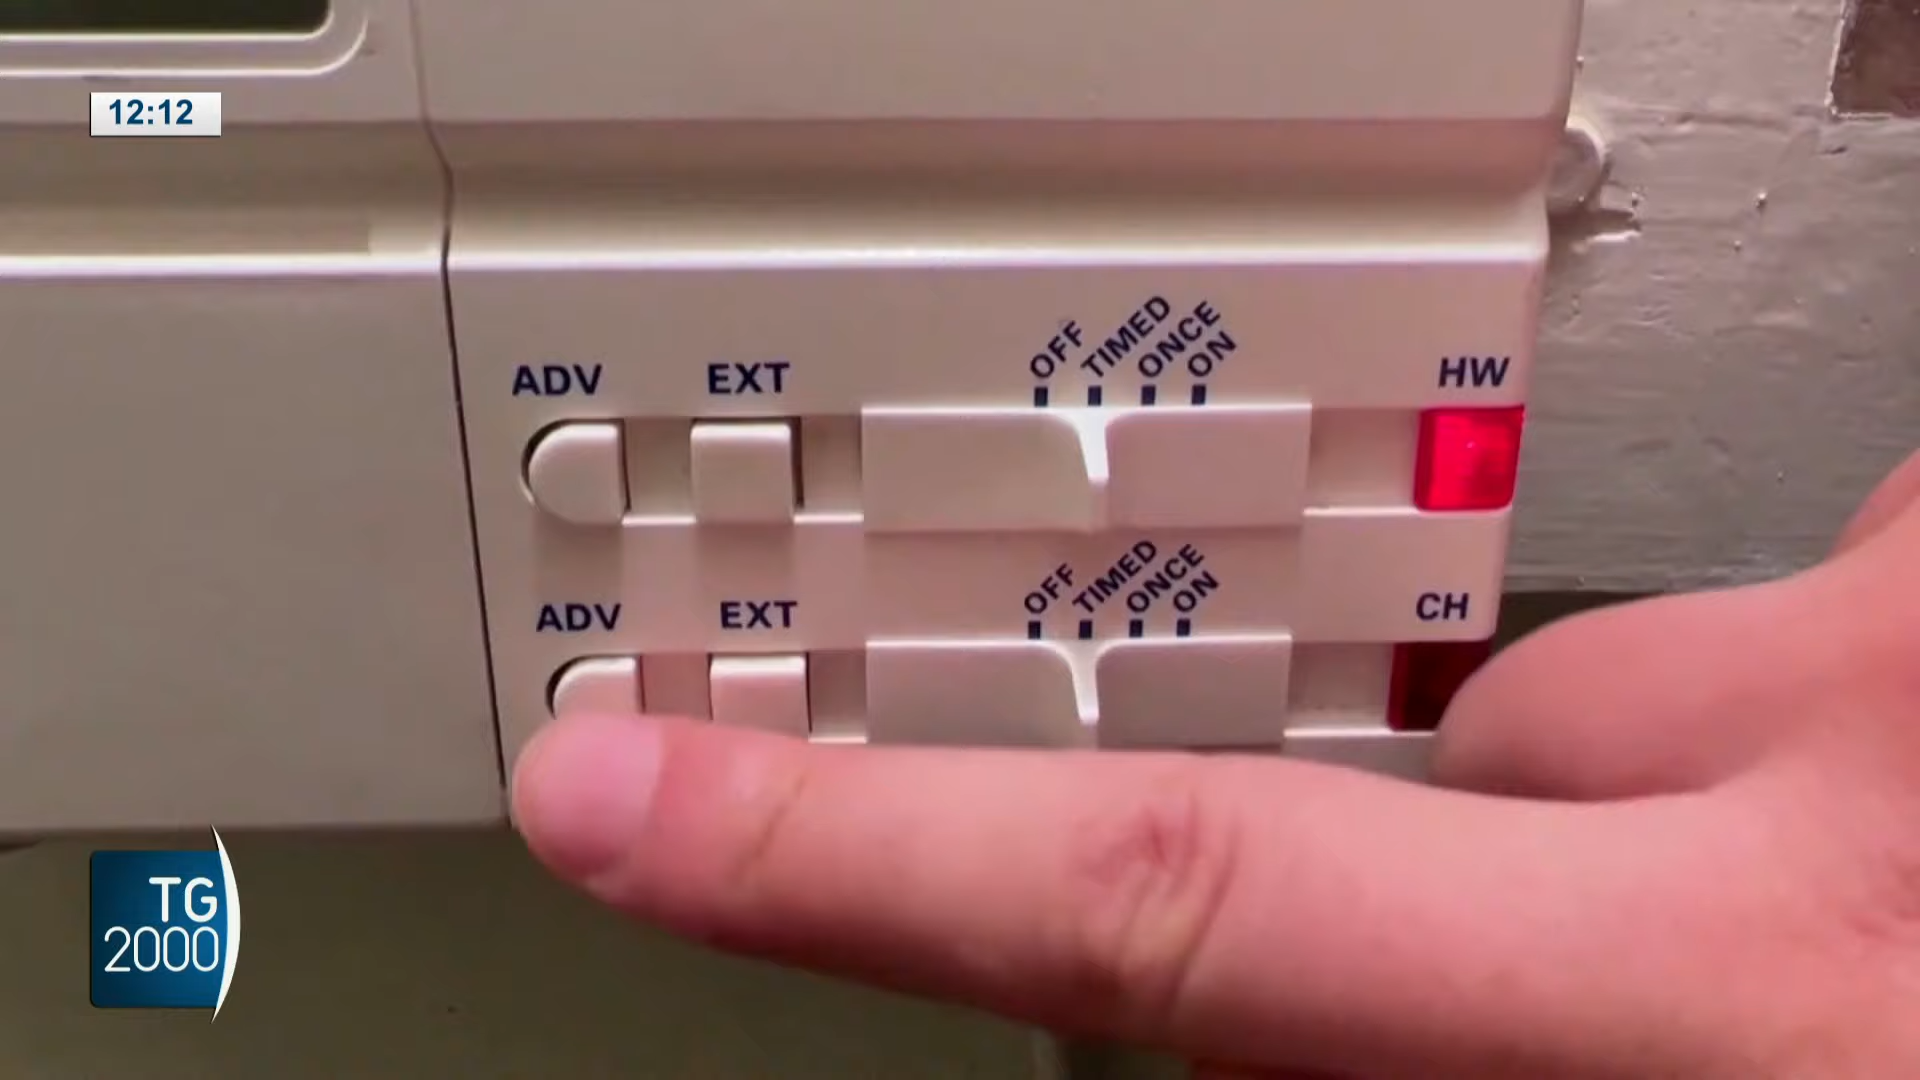 12:12
OFF TIMED ONCE ON
ADV EXT HW
OFF TIMED ONCE ON
ADV EXT CH
TG
2000